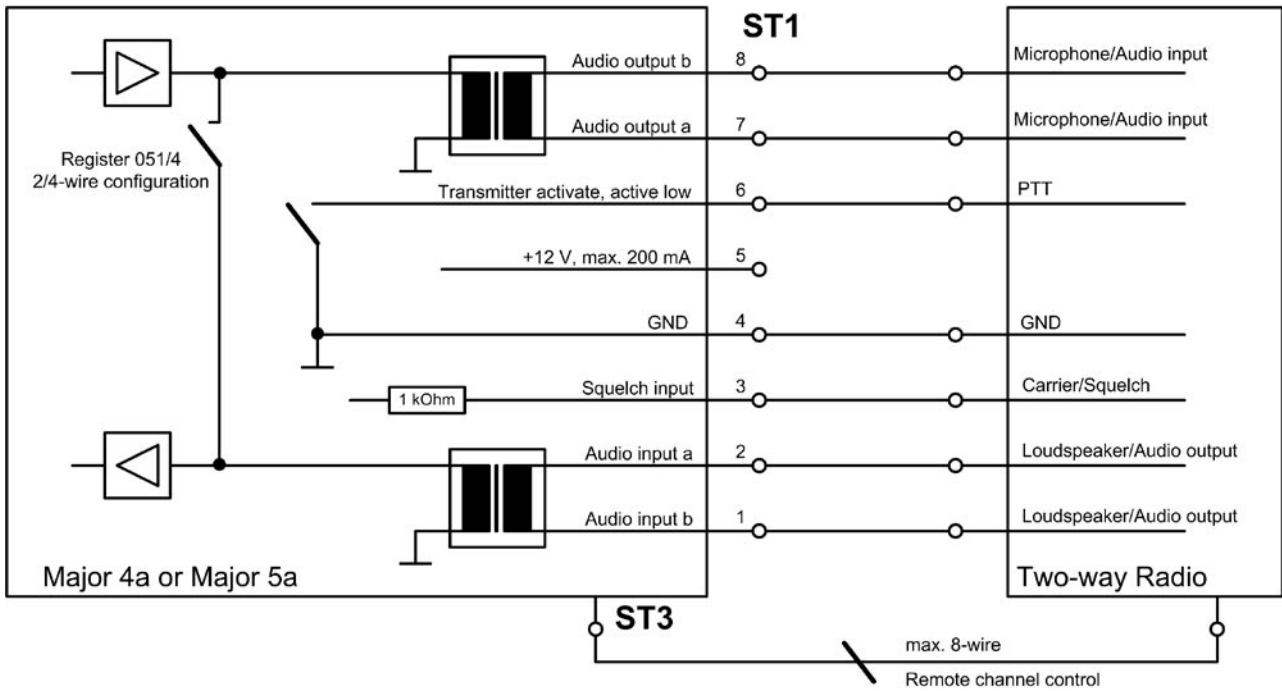 ST1
Audio output b
8
Microphone/Audio input
Audio output a
7
Microphone/Audio input
Register 051/4
2/4-wire configuration
Transmitter activate, active low
6
PTT
+12 V, max. 200 mA
5
GND
4
GND
1 kOhm
Squelch input
3
Carrier/Squelch
Audio input a
2
Loudspeaker/Audio output
Audio input b
1
Loudspeaker/Audio output
Major 4a or Major 5a
Two-way Radio
ST3
max. 8-wire
Remote channel control